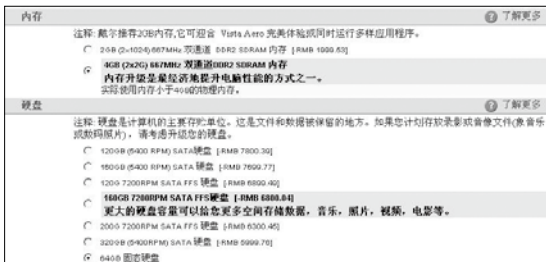 内存 了解更多
注释: 戴尔推荐2GB内存,它可迎合 Vista Aero 完美体验或同时运行多样应用程序。
2GB (2×1024) 667MHz 双通道 DDR2 SDRAM 内存 [-RMB 1999.53]
4GB (2x2G) 667MHz 双通道DDR2 SDRAM 内存
内存升级是最经济地提升电脑性能的方式之一。
实际使用内存小于4GB的物理内存。
硬盘 了解更多
注释: 硬盘是计算机的主要存贮单位。这是文件和数据被保留的地方。如果您计划存放录影或音像文件(象音乐
或数码照片), 请考虑升级您的硬盘。
120GB (5400 RPM) SATA硬盘 [-RMB 7800.39]
160GB (5400 RPM) SATA 硬盘 [-RMB 7699.77]
120G 7200RPM SATA FFS 硬盘 [-RMB 6899.49]
160GB 7200RPM SATA FFS硬盘 [-RMB 6800.04]
更大的硬盘容量可以给您更多空间存储数据，音乐，照片，视频，电影等。
200G 7200RPM SATA FFS 硬盘 [-RMB 6300.45]
320GB (5400RPM) SATA 硬盘 [-RMB 5999.76]
64GB 固态硬盘